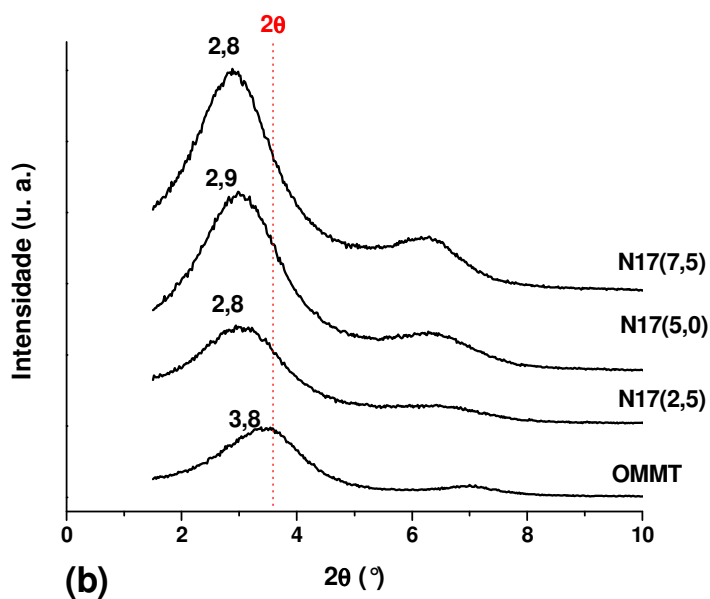 2θ
2,8
2,9
2,8
3,8
N17(7,5)
N17(5,0)
N17(2,5)
OMMT
Intensidade (u. a.)
0 2 4 6 8 10
2θ (°)
(b)